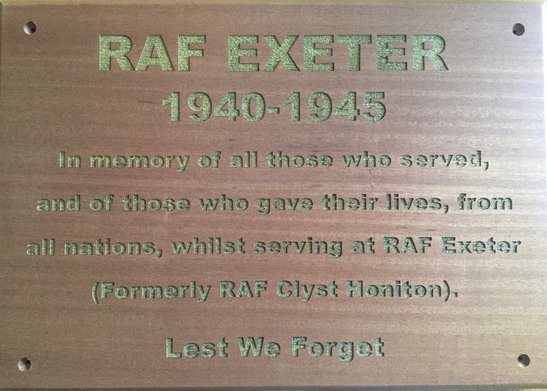 RAF EXETER
1940-1945
In memory of all those who served,
and of those who gave their lives, from
all nations, whilst serving at RAF Exeter
(Formerly RAF Clyst Honiton).
Lest We Forget